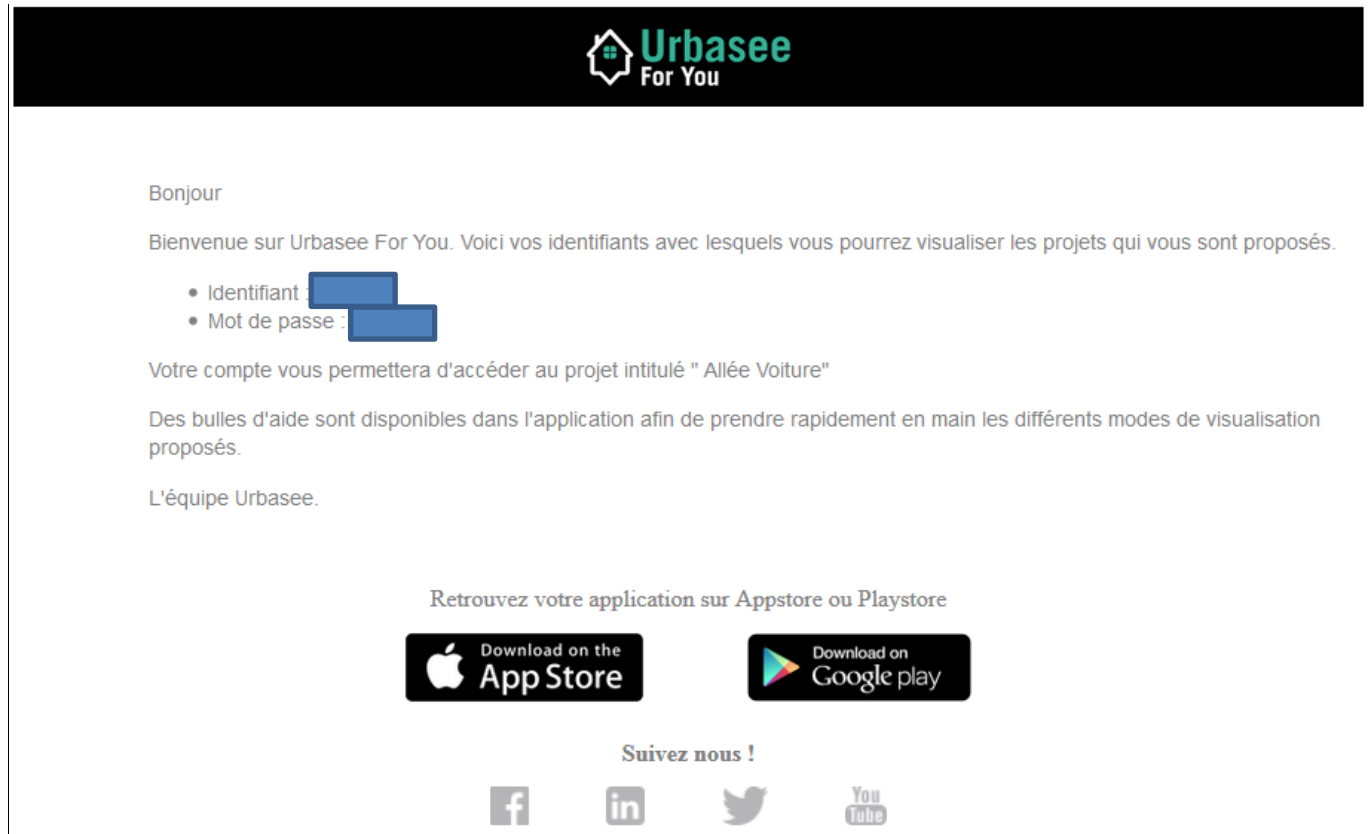 Urbasee
For You
Bonjour
Bienvenue sur Urbasee For You. Voici vos identifiants avec lesquels vous pourrez visualiser les projets qui vous sont proposés.
• Identifiant :
• Mot de passe :
Votre compte vous permettera d'accéder au projet intitulé " Allée Voiture"
Des bulles d'aide sont disponibles dans l'application afin de prendre rapidement en main les différents modes de visualisation
proposés.
L'équipe Urbasee.
Retrouvez votre application sur Appstore ou Playstore
Download on the
App Store
Download on
Google play
Suivez nous !
f
in
You
Tube